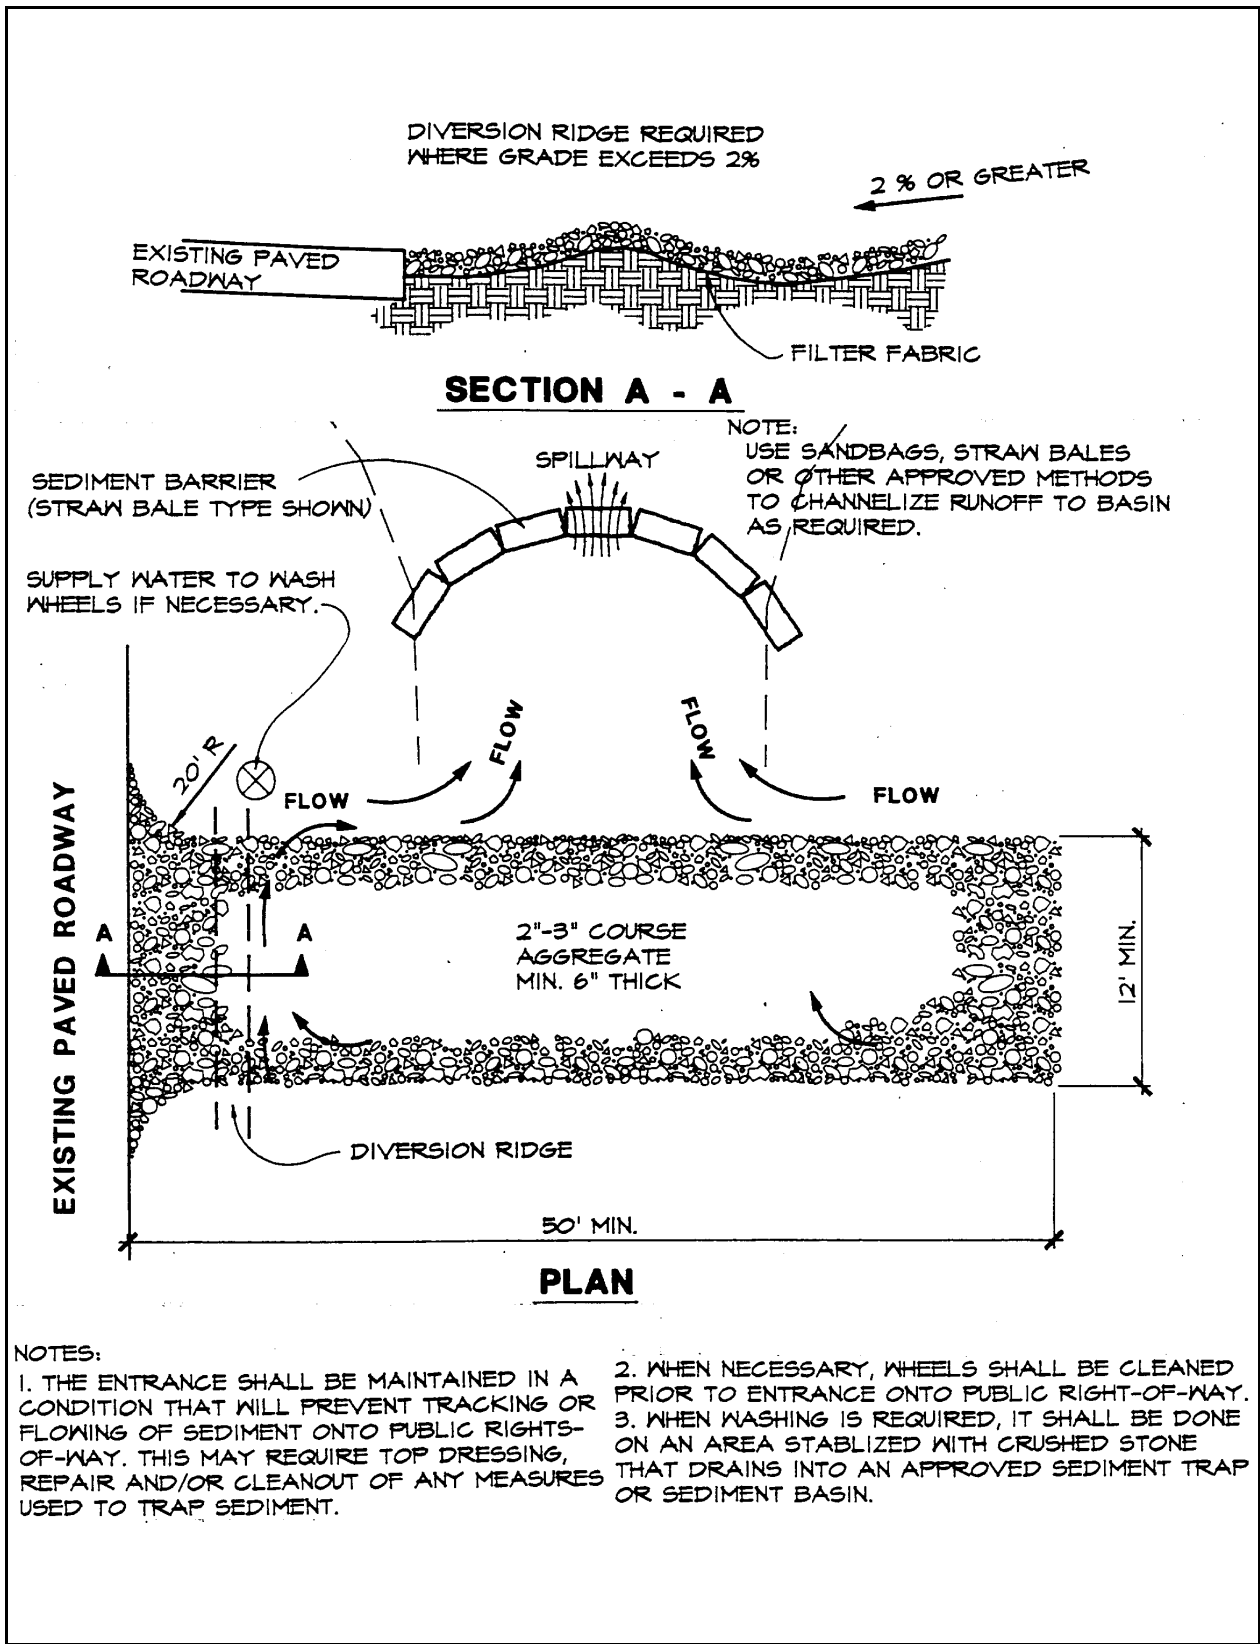 DIVERSION RIDGE REQUIRED
WHERE GRADE EXCEEDS 2%
2 % OR GREATER
EXISTING PAVED
ROADWAY
FILTER FABRIC
SECTION A - A
NOTE:
USE SANDBAGS, STRAW BALES
OR OTHER APPROVED METHODS
TO CHANNELIZE RUNOFF TO BASIN
AS REQUIRED.
SPILLWAY
SEDIMENT BARRIER
(STRAW BALE TYPE SHOWN)
SUPPLY WATER TO WASH
WHEELS IF NECESSARY.
FLOW
FLOW
20' R
FLOW
FLOW
EXISTING PAVED ROADWAY
A
A
2"-3" COURSE
AGGREGATE
MIN. 6" THICK
12' MIN.
DIVERSION RIDGE
50' MIN.
PLAN
NOTES:
1. THE ENTRANCE SHALL BE MAINTAINED IN A
CONDITION THAT WILL PREVENT TRACKING OR
FLOWING OF SEDIMENT ONTO PUBLIC RIGHTS-
OF-WAY. THIS MAY REQUIRE TOP DRESSING,
REPAIR AND/OR CLEANOUT OF ANY MEASURES
USED TO TRAP SEDIMENT.
2. WHEN NECESSARY, WHEELS SHALL BE CLEANED
PRIOR TO ENTRANCE ONTO PUBLIC RIGHT-OF-WAY.
3. WHEN WASHING IS REQUIRED, IT SHALL BE DONE
ON AN AREA STABLIZED WITH CRUSHED STONE
THAT DRAINS INTO AN APPROVED SEDIMENT TRAP
OR SEDIMENT BASIN.